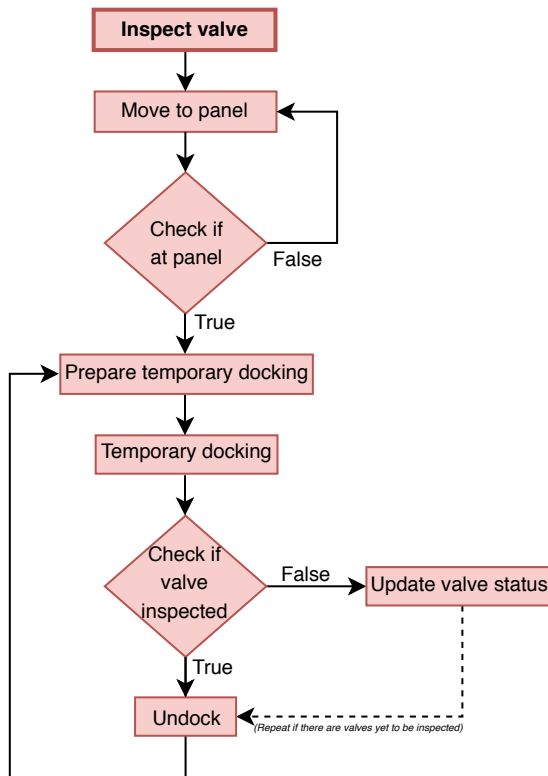 Inspect valve
Move to panel
Check if
at panel
False
True
Prepare temporary docking
Temporary docking
Check if
valve
inspected
False
Update valve status
True
Undock
(Repeat if there are valves yet to be inspected)